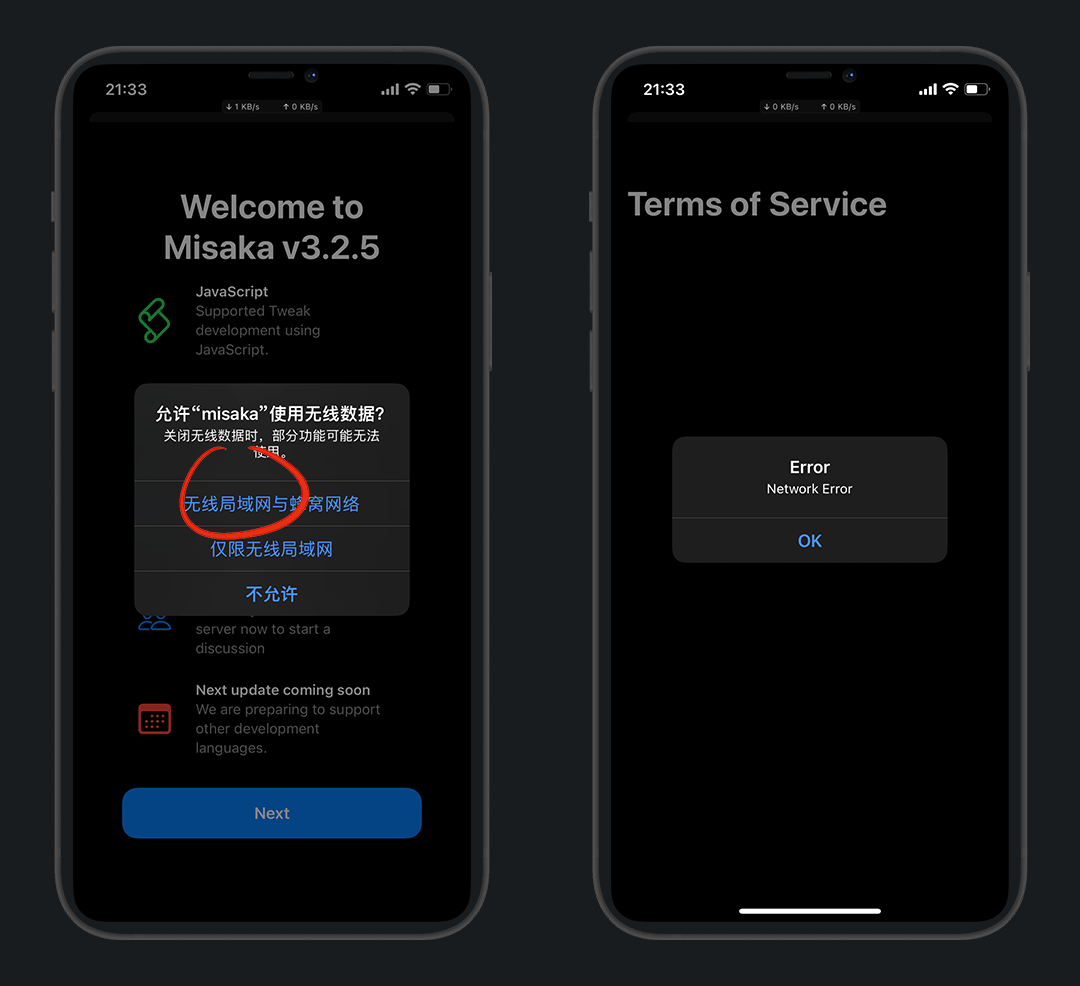 21:33
↓ 1 KB/s ↑ 0 KB/s
Welcome to
Misaka v3.2.5
JavaScript
Supported Tweak
development using
JavaScript.
允许“misaka”使用无线数据?
关闭无线数据时，部分功能可能无法
使用。
无线局域网与蜂窝网络
仅限无线局域网
不允许
server now to start a
discussion
Next update coming soon
We are preparing to support
other development
languages.
Next
21:33
↓ 0 KB/s ↑ 0 KB/s
Terms of Service
Error
Network Error
OK